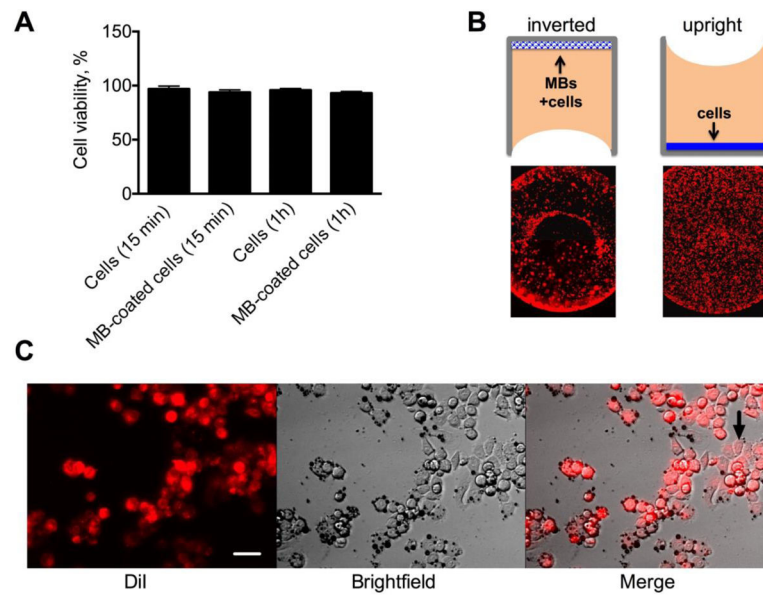 A
Cell viability, %
150
100
50
0
Cells (15 min)
MB-coated cells (15 min)
Cells (1h)
MB-coated cells (1h)
B
inverted
upright
MBs
+cells
cells
C
DiI
Brightfield
Merge